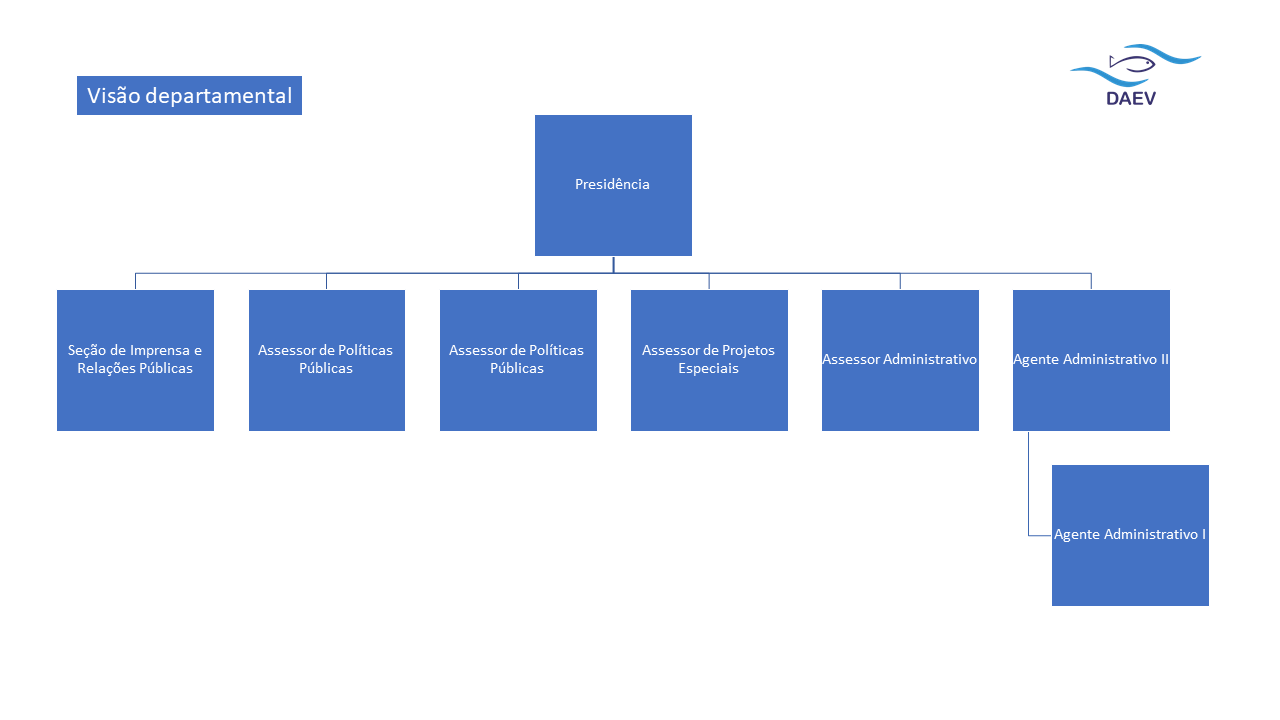 Visão departamental
DAEV
Presidência
Seção de Imprensa e
Relações Públicas
Assessor de Políticas
Públicas
Assessor de Políticas
Públicas
Assessor de Projetos
Especiais
Assessor Administrativo
Agente Administrativo II
Agente Administrativo I